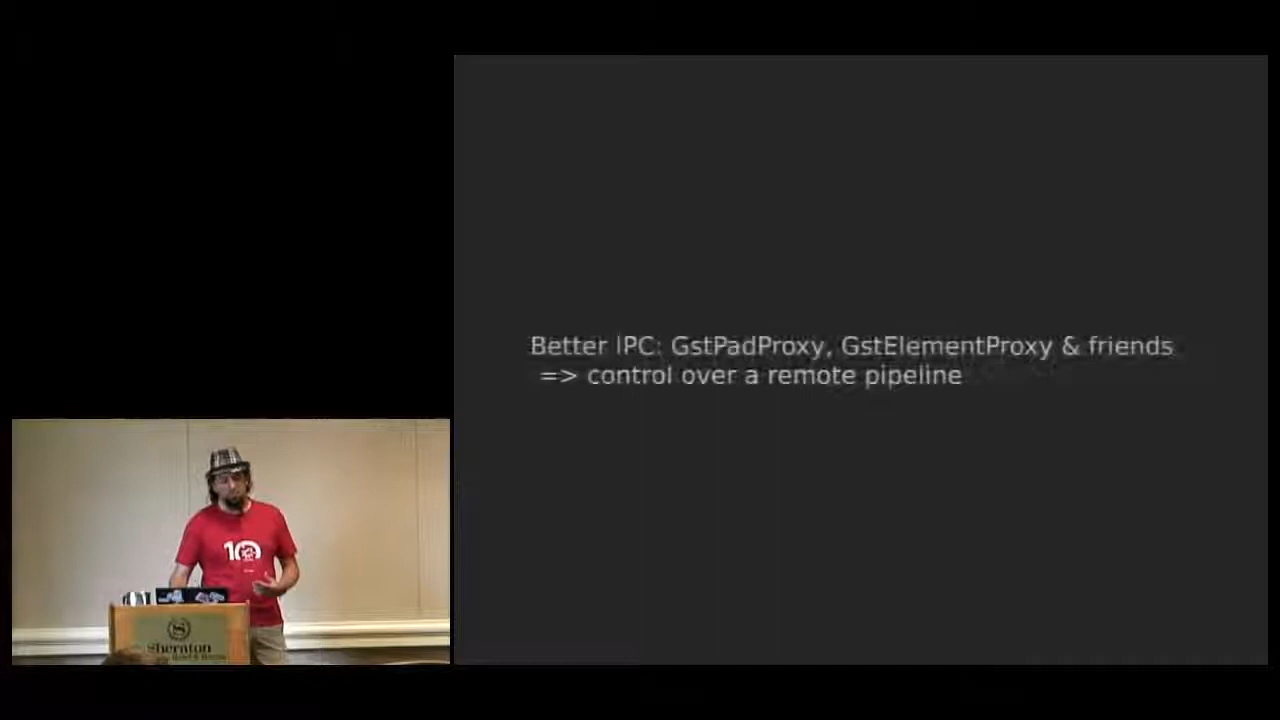 Better IPC: GstPadProxy, GstElementProxy & friends
=> control over a remote pipeline
10
Sheraton